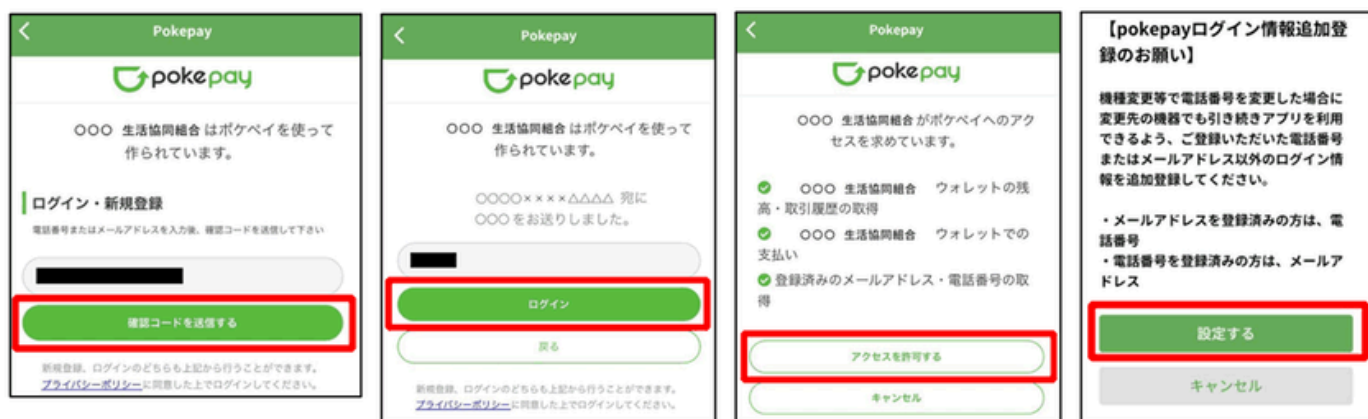 Pokepay
pokepay
○○○ 生活協同組合 はポケペイを使って
作られています。
ログイン・新規登録
電話番号またはメールアドレスを入力後、確認コードを送信して下さい
確認コードを送信する
新規登録、ログインのどちらも上記から行うことができます。
プライバシーポリシーに同意した上でログインしてください。
Pokepay
pokepay
○○○ 生活協同組合 はポケペイを使って
作られています。
○○○○××××△△△△ 宛に
○○○をお送りしました。
ログイン
戻る
新規登録、ログインのどちらも上記から行うことができます。
プライバシーポリシーに同意した上でログインしてください。
Pokepay
pokepay
○○○ 生活協同組合 がポケペイへのアク
セスを求めています。
○○○ 生活協同組合 ウォレットの残
高・取引履歴の取得
○○○ 生活協同組合 ウォレットでの
支払い
登録済みのメールアドレス・電話番号の取
得
アクセスを許可する
キャンセル
【pokepayログイン情報追加登
録のお願い】
機種変更等で電話番号を変更した場合に
変更先の機器でも引き続きアプリを利用
できるよう、ご登録いただいた電話番号
またはメールアドレス以外のログイン情
報を追加登録してください。
・メールアドレスを登録済みの方は、電
話番号
・電話番号を登録済みの方は、メールア
ドレス
設定する
キャンセル